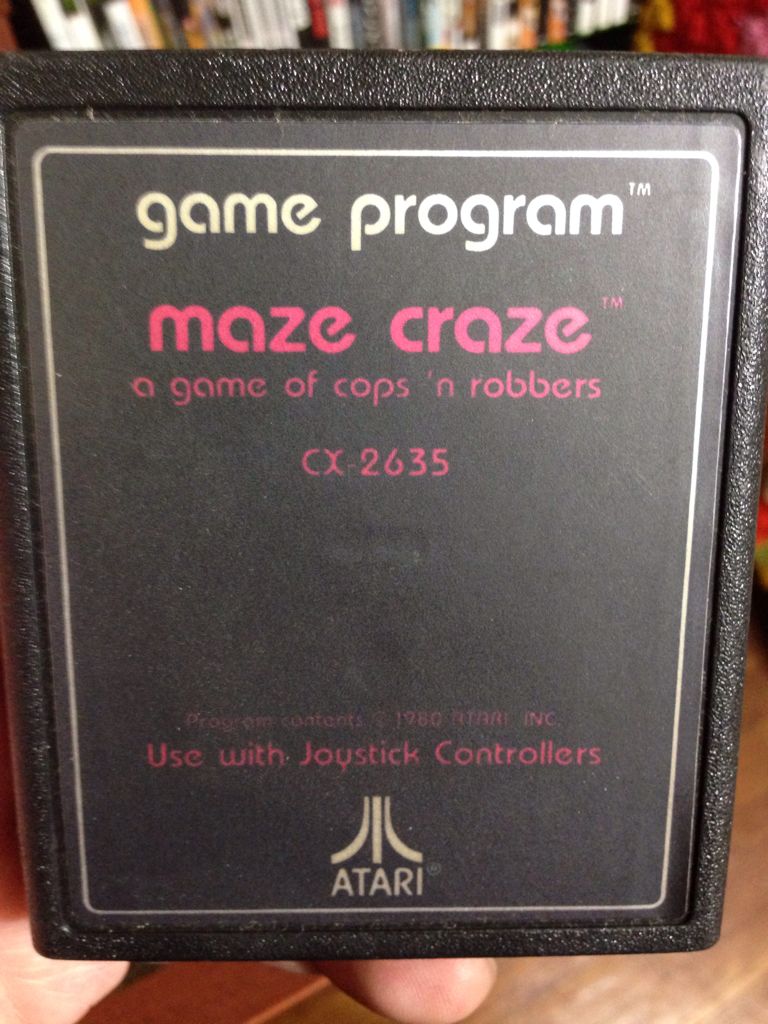 game program™
maze craze™
a game of cops 'n robbers
CX-2635
Program contents © 1980 ATARI, INC.
Use with Joystick Controllers
ATARI®